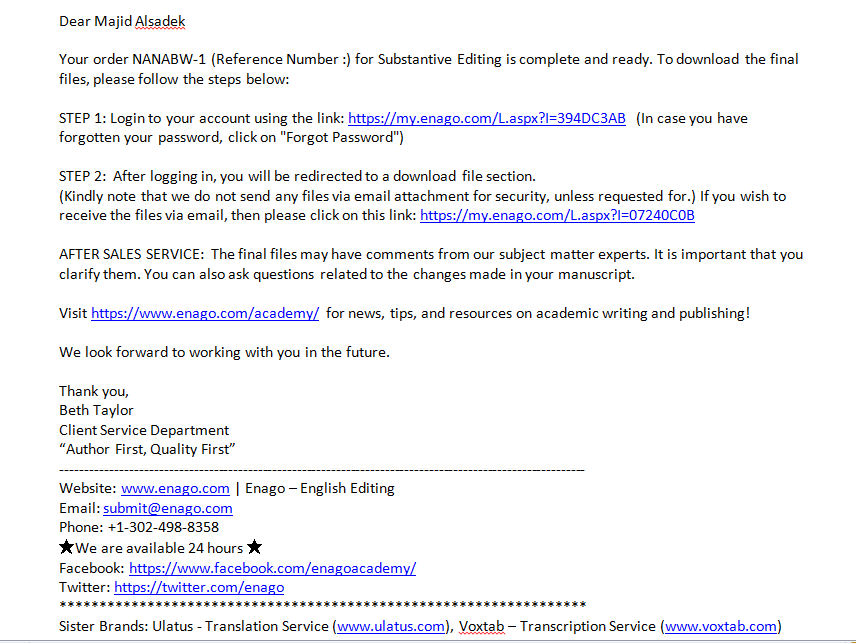 Dear Majid Alsadek
Your order NANABW-1 (Reference Number :) for Substantive Editing is complete and ready. To download the final
files, please follow the steps below:
STEP 1: Login to your account using the link: https://my.enago.com/L.aspx?I=394DC3AB (In case you have
forgotten your password, click on "Forgot Password")
STEP 2: After logging in, you will be redirected to a download file section.
(Kindly note that we do not send any files via email attachment for security, unless requested for.) If you wish to
receive the files via email, then please click on this link: https://my.enago.com/L.aspx?I=07240C0B
AFTER SALES SERVICE: The final files may have comments from our subject matter experts. It is important that you
clarify them. You can also ask questions related to the changes made in your manuscript.
Visit https://www.enago.com/academy/ for news, tips, and resources on academic writing and publishing!
We look forward to working with you in the future.
Thank you,
Beth Taylor
Client Service Department
“Author First, Quality First”
----------------------------------------------------------------------------------------------------------
Website: www.enago.com | Enago – English Editing
Email: submit@enago.com
Phone: +1-302-498-8358
★We are available 24 hours ★
Facebook: https://www.facebook.com/enagoacademy/
Twitter: https://twitter.com/enago
******************************************************************
Sister Brands: Ulatus - Translation Service (www.ulatus.com), Voxtab – Transcription Service (www.voxtab.com)